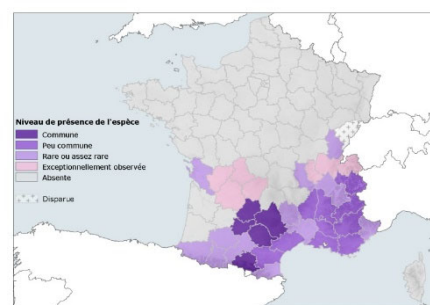 Niveau de présence de l'espèce
Commune
Peu commune
Rare ou assez rare
Exceptionnellement observée
Absente
Disparue